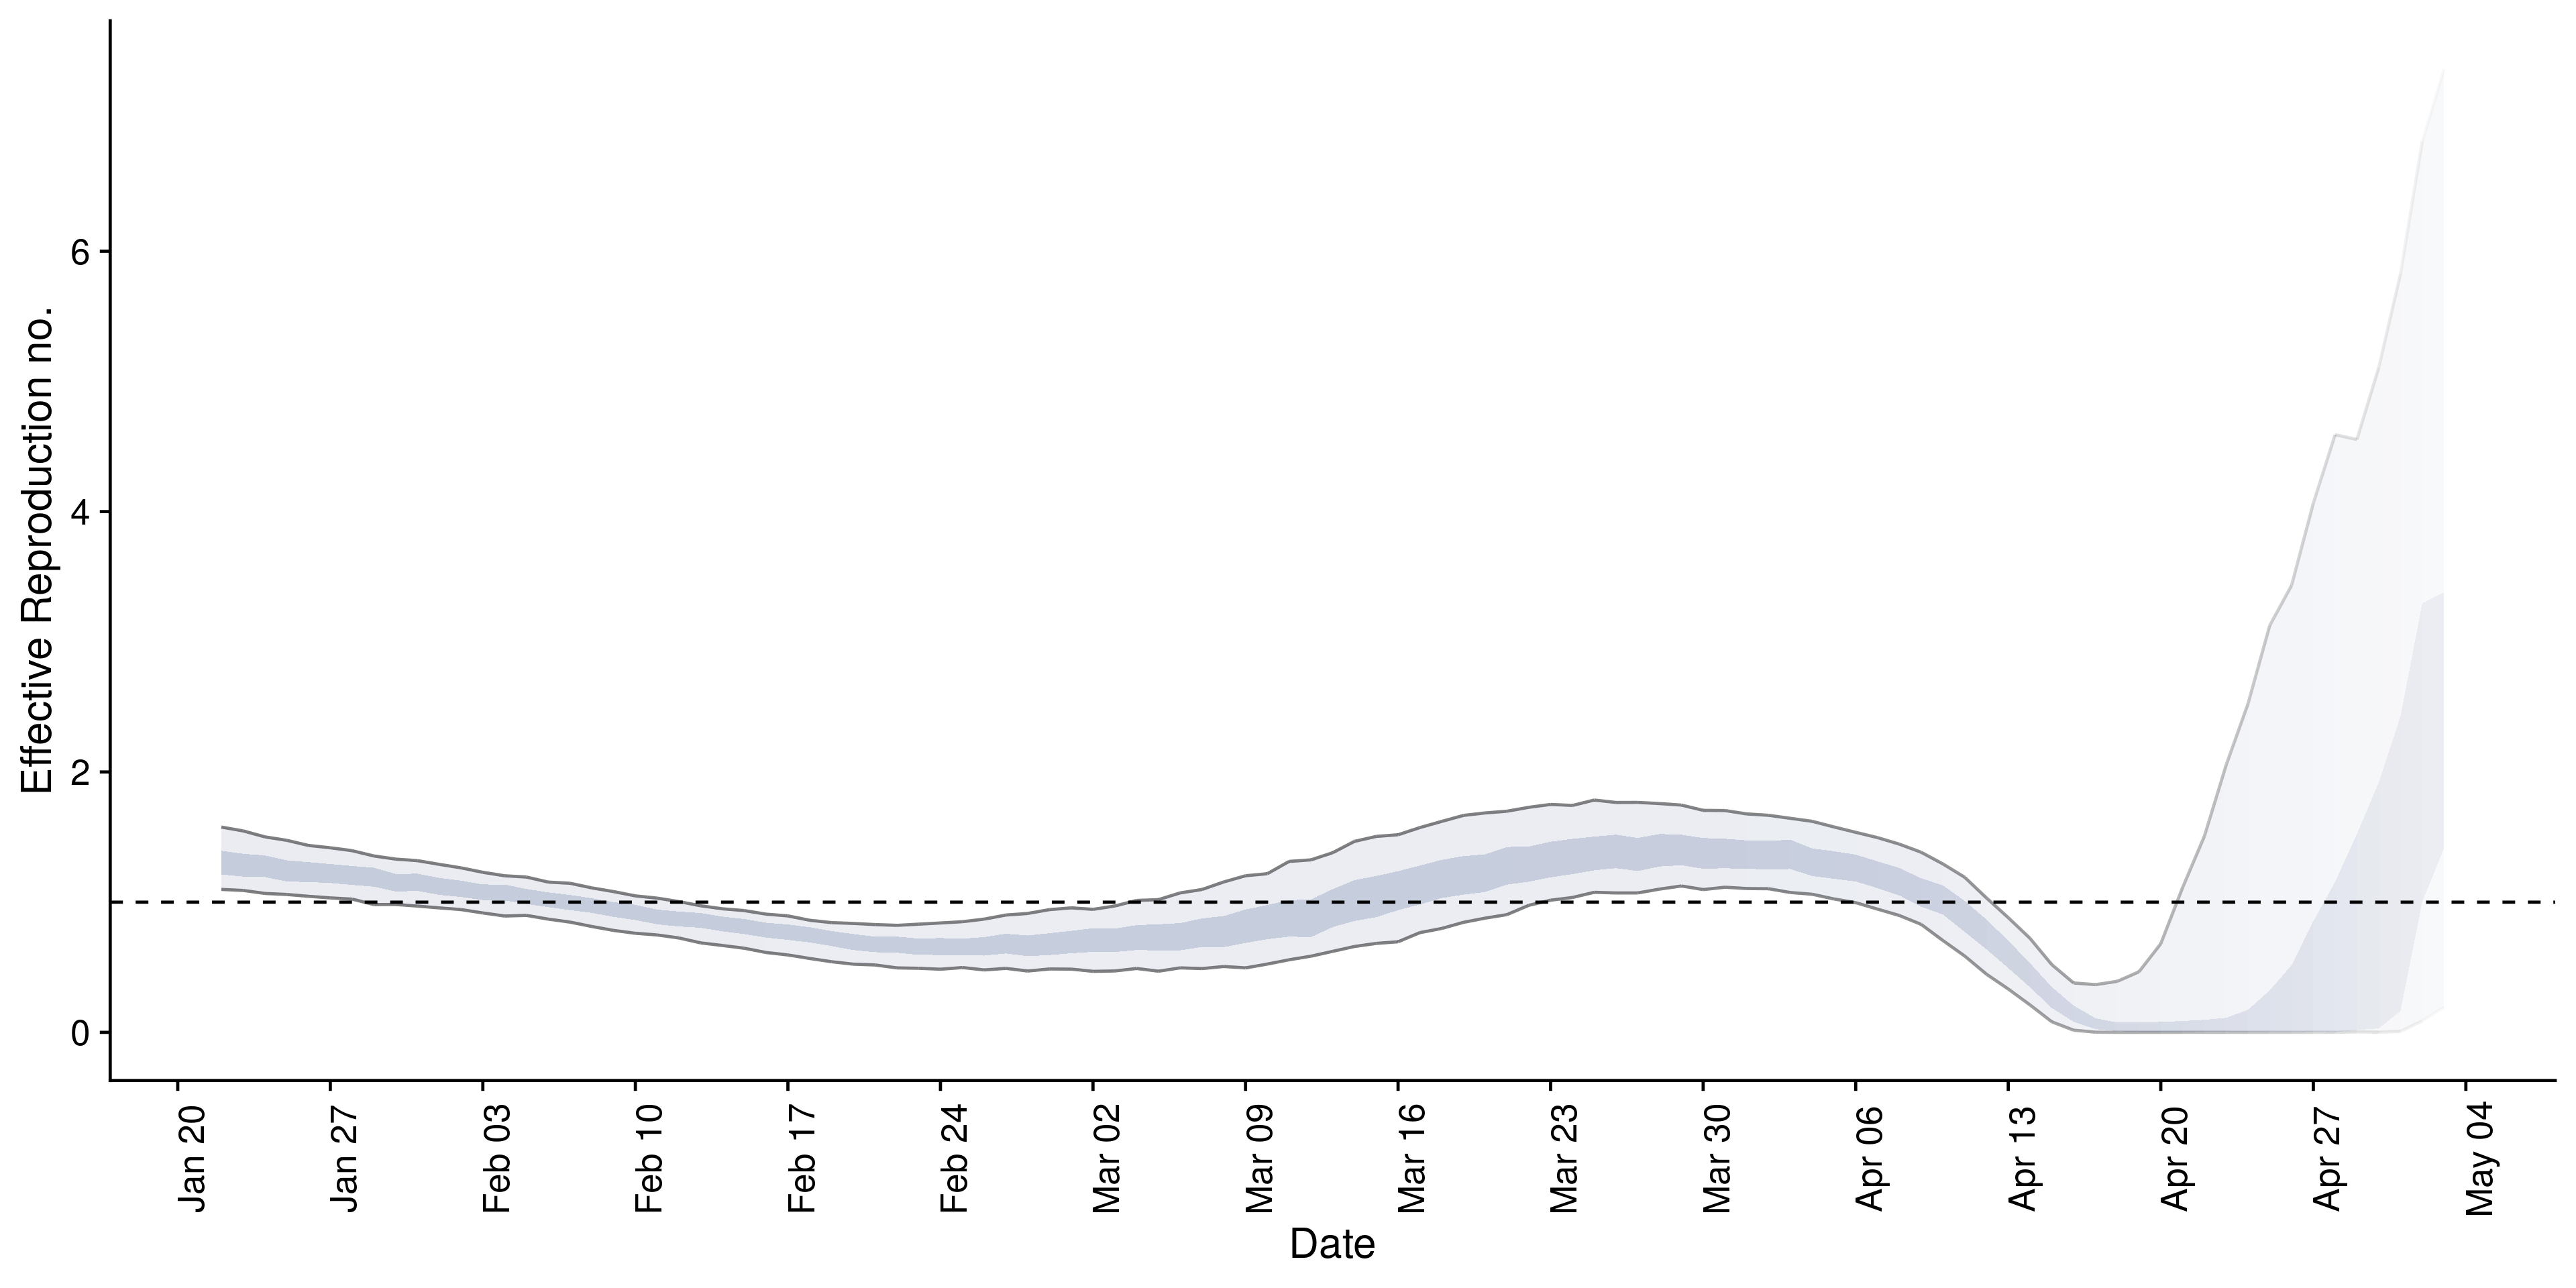 Effective Reproduction no.
6
4
2
0
Jan 20
Jan 27
Feb 03
Feb 10
Feb 17
Feb 24
Mar 02
Mar 09
Mar 16
Mar 23
Mar 30
Apr 06
Apr 13
Apr 20
Apr 27
May 04
Date